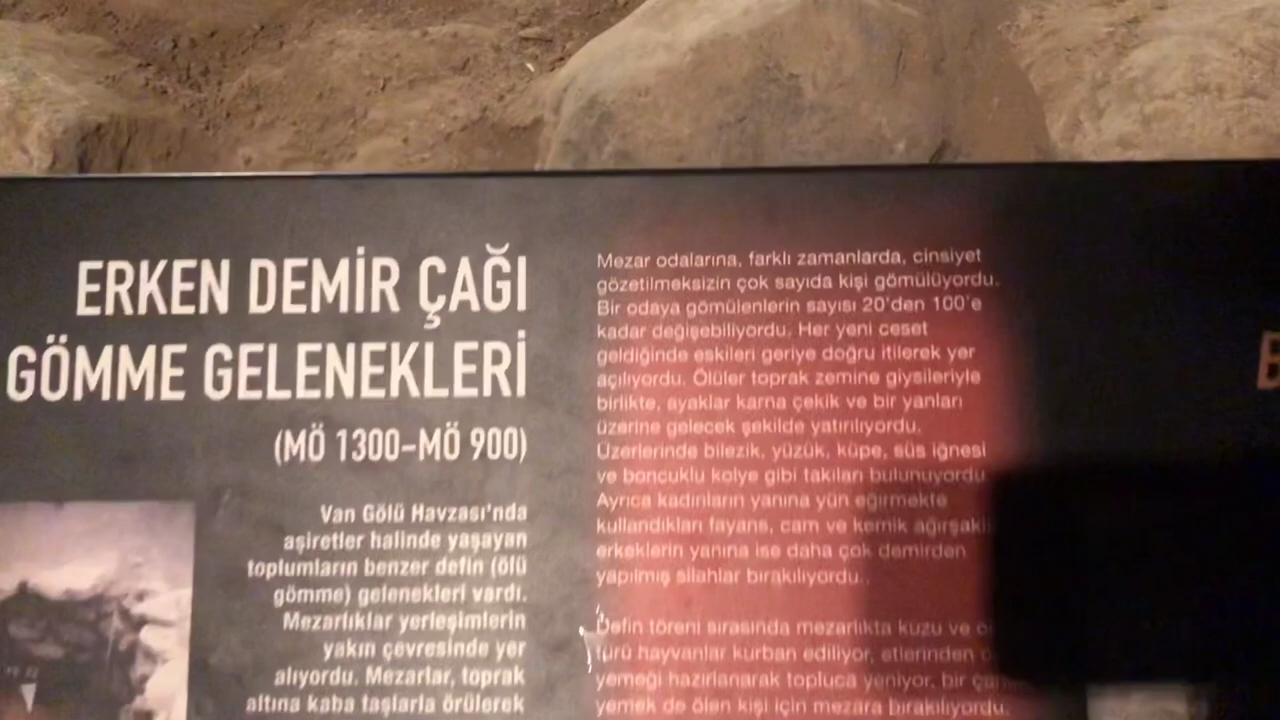 ERKEN DEMİR ÇAĞI
GÖMME GELENEKLERİ
(MÖ 1300-MÖ 900)
Van Gölü Havzası'nda
aşiretler halinde yaşayan
toplumların benzer defin (ölü
gömme) gelenekleri vardı.
Mezarlıklar yerleşimlerin
yakın çevresinde yer
alıyordu. Mezarlar, toprak
altına kaba taşlarla örülerek
Mezar odalarına, farklı zamanlarda, cinsiyet
gözetilmeksizin çok sayıda kişi gömülüyordu.
Bir odaya gömülenlerin sayısı 20'den 100'e
kadar değişebiliyordu. Her yeni ceset
geldiğinde eskileri geriye doğru itilerek yer
açılıyordu. Ölüler toprak zemine giysileriyle
birlikte, ayaklar karna çekik ve bir yanları
üzerine gelecek şekilde yatırılıyordu.
Üzerlerinde bilezik, yüzük, küpe, süs iğnesi
ve boncuklu kolye gibi takıları bulunuyordu
Ayrıca kadınların yanına yün eğirmekte
kullandıkları fayans, cam ve kemik
erkeklerin yanına ise daha çok demirden
yapılmış silahlar bırakılıyordu.
Defin töreni sırasında mezarlıkta kuzu ve
türü hayvanlar kurban ediliyor, etlerinden
yemeği hazırlanarak topluca yeniyor, bir
yemek de ölen kişi için mezara bırakılıyordu.